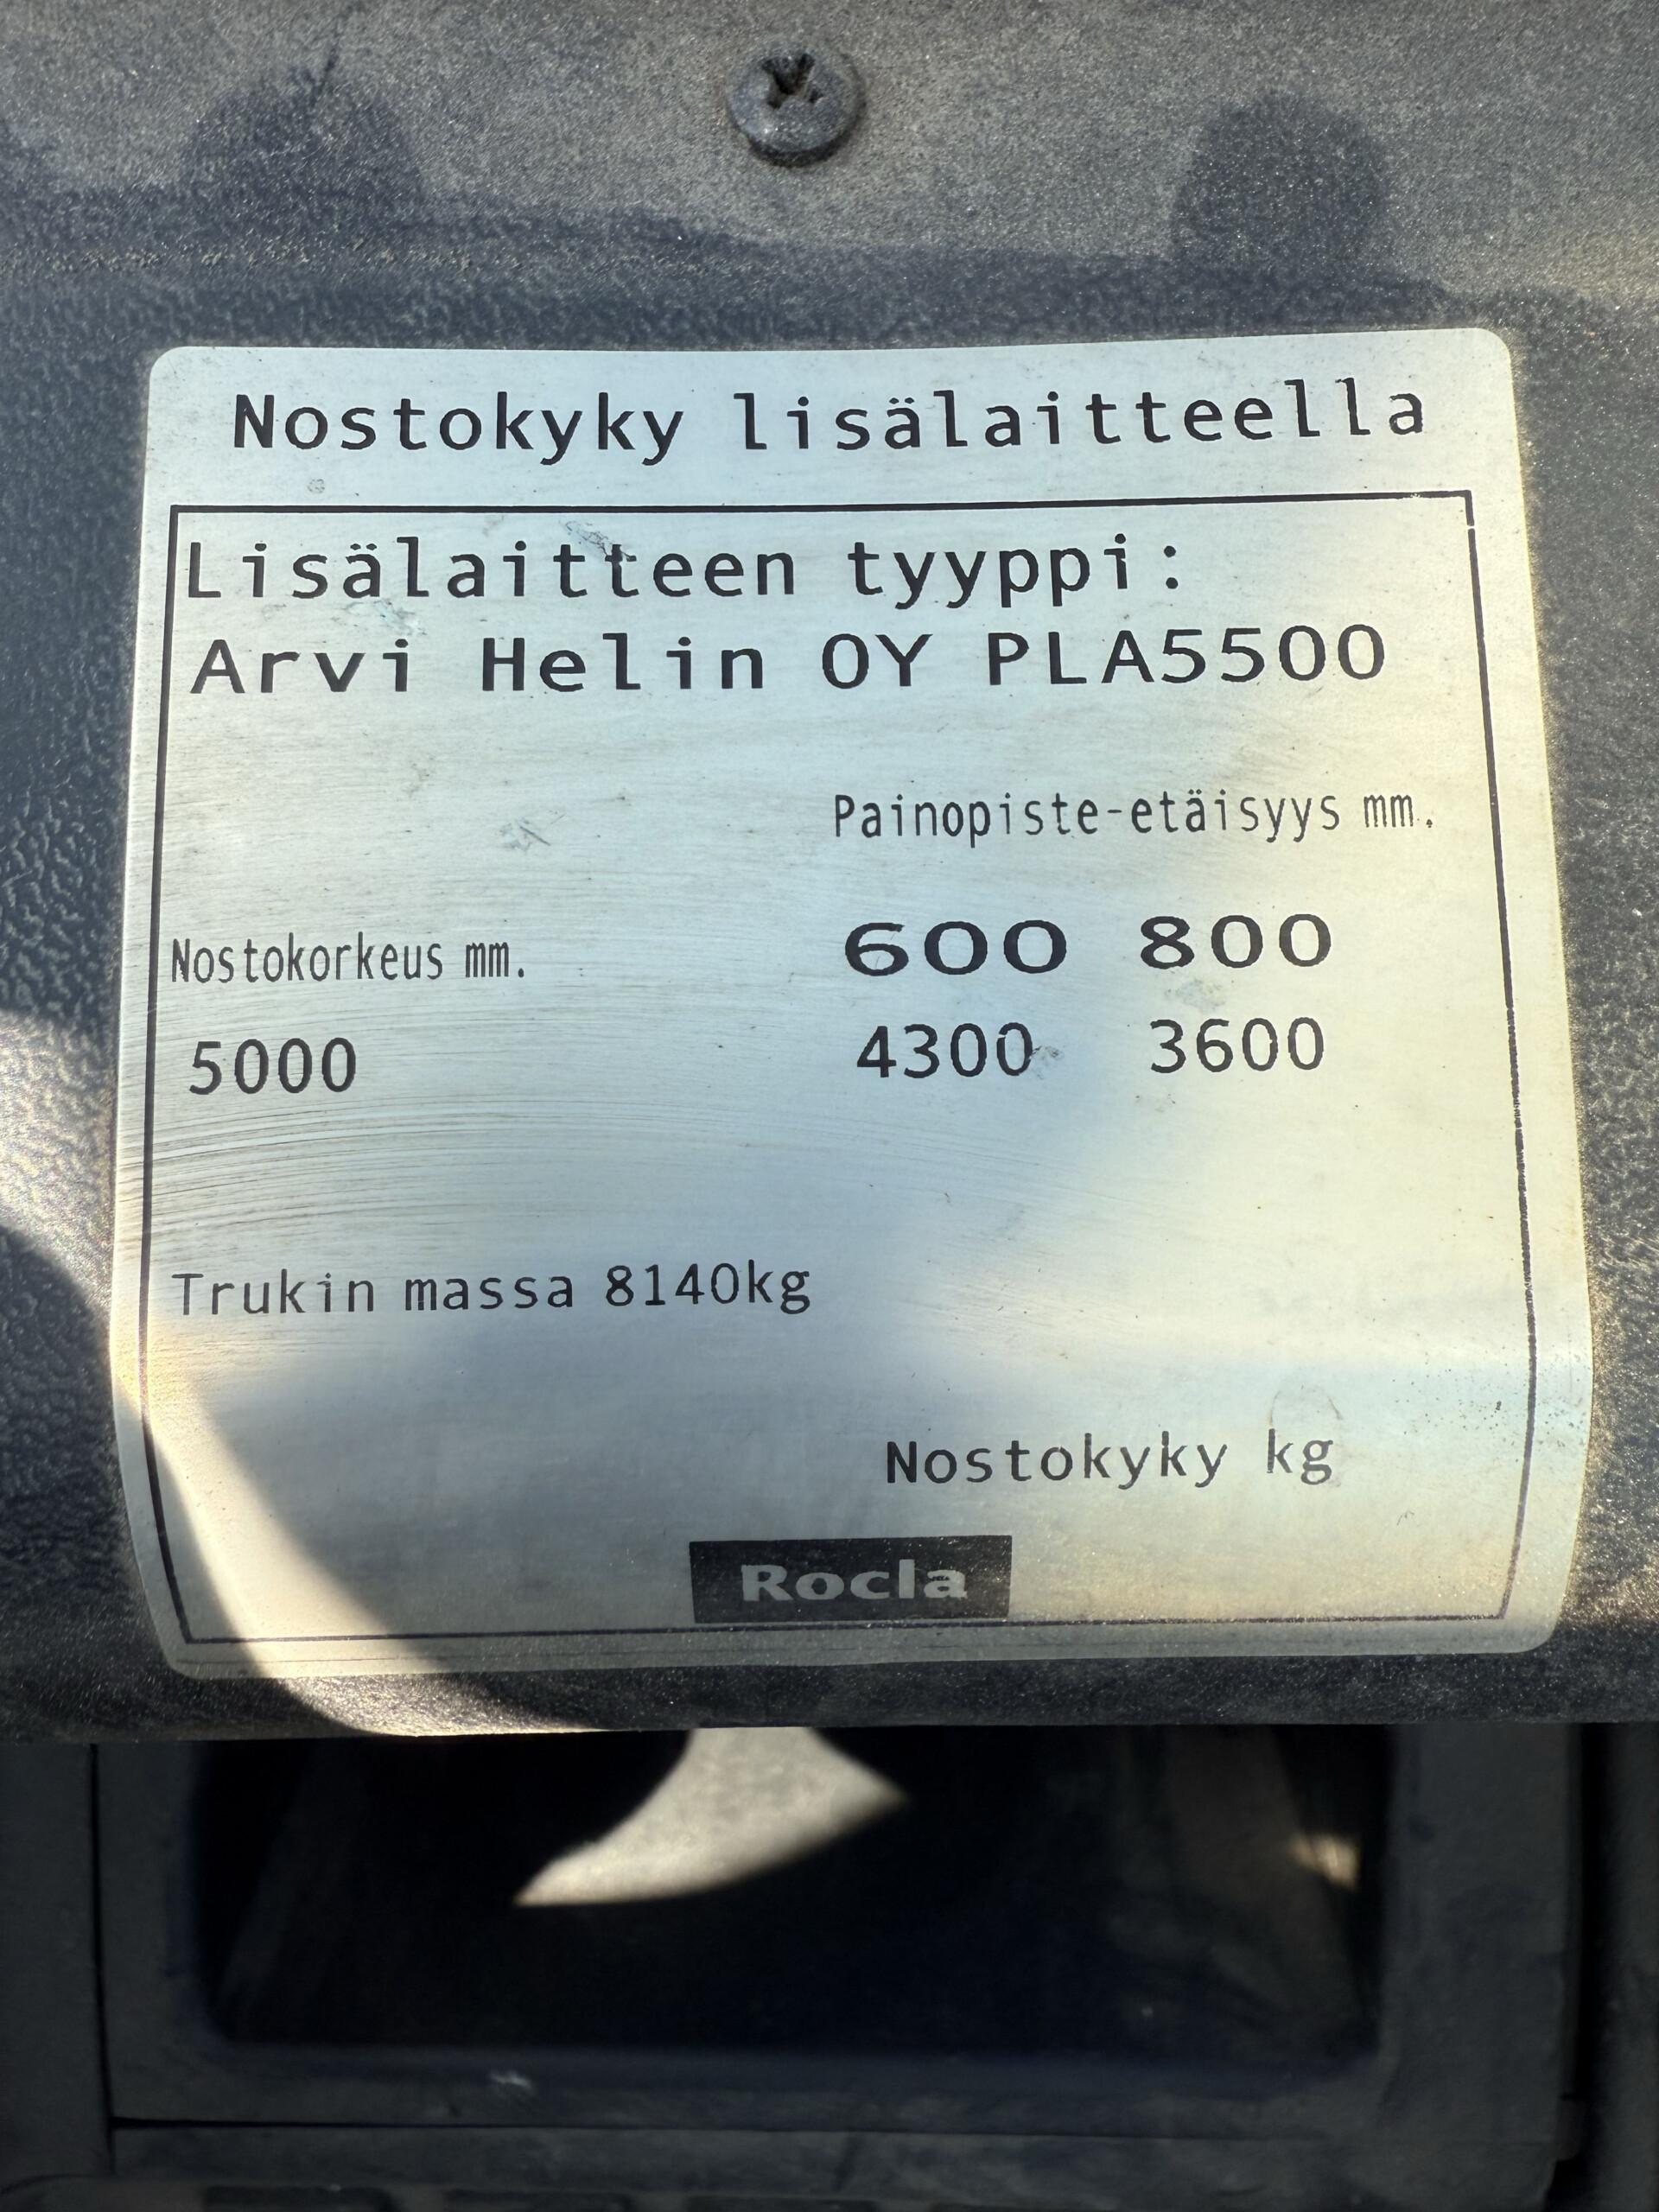 Nostokyky lisälaitteella
Lisälaitteen tyyppi:
Arvi Helin OY PLA5500
Painopiste-etäisyys mm.
Nostokorkeus mm. 600 800
5000 4300 3600
Trukin massa 8140kg
Nostokyky kg
Rocla